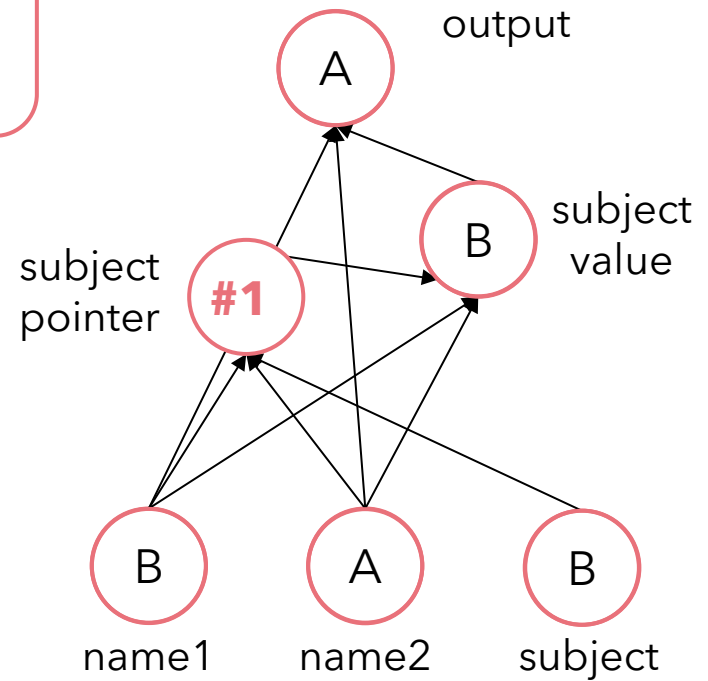 output
A
subject
value
B
subject
pointer
#1
B
A
B
name1
name2
subject